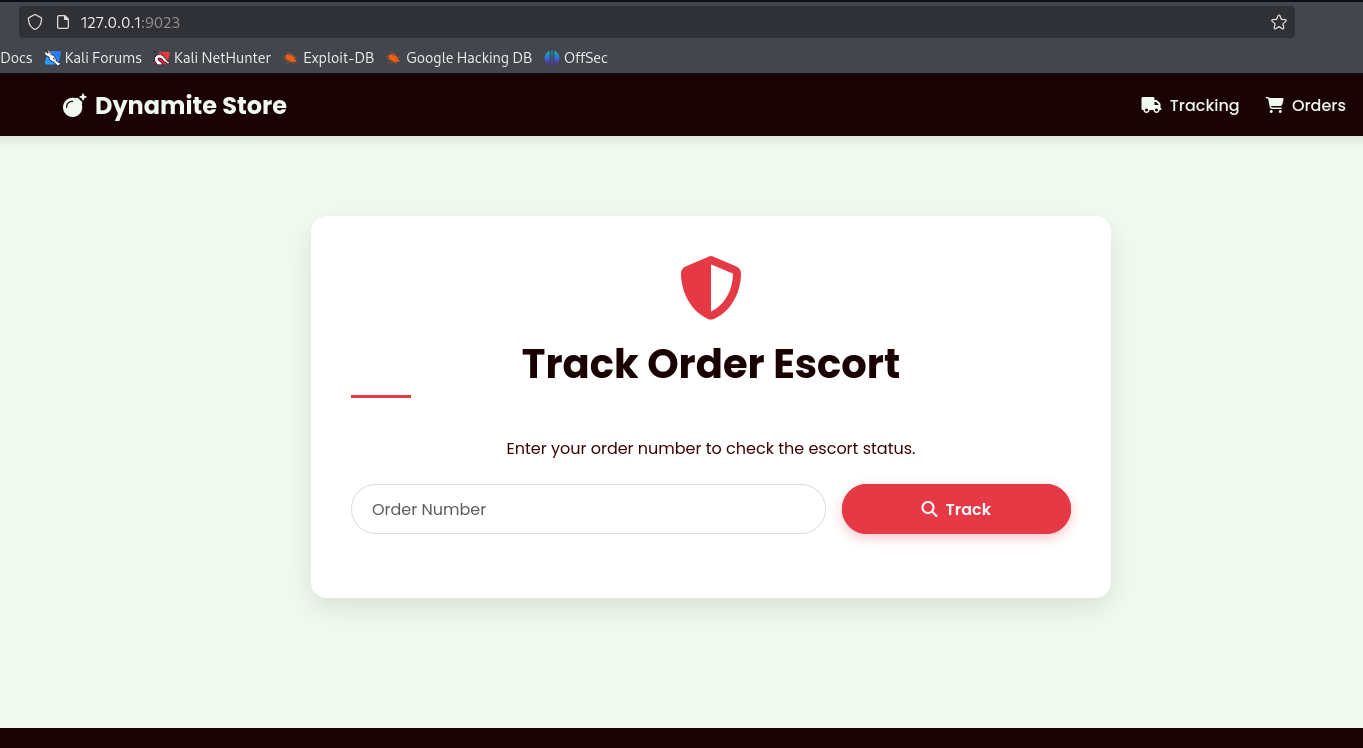 127.0.0.1:9023
Docs Kali Forums Kali NetHunter Exploit-DB Google Hacking DB OffSec
Dynamite Store Tracking Orders
Track Order Escort
Enter your order number to check the escort status.
Order Number Track